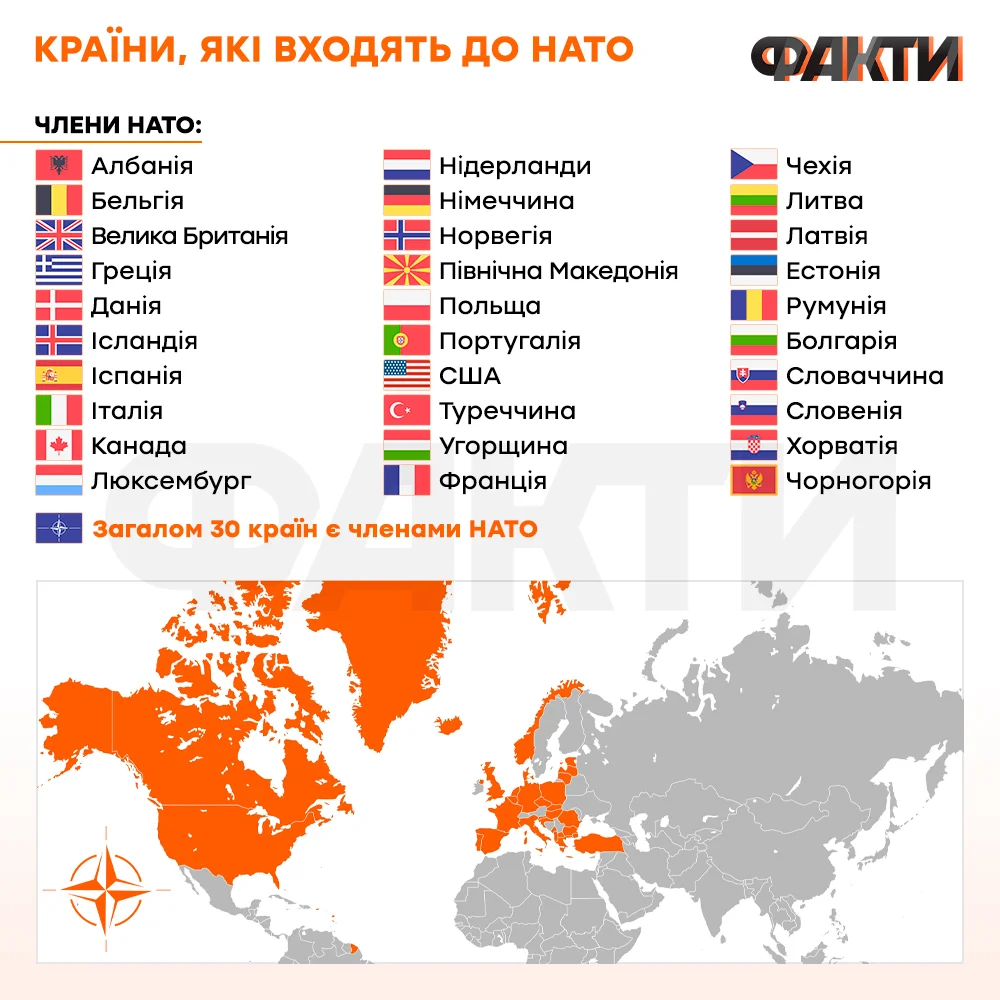 КРАЇНИ, ЯКІ ВХОДЯТЬ ДО НАТО
ФАКТИ
ЧЛЕНИ НАТО:
Албанія
Бельгія
Велика Британія
Греція
Данія
Ісландія
Іспанія
Італія
Канада
Люксембург
Нідерланди
Німеччина
Норвегія
Північна Македонія
Польща
Португалія
США
Туреччина
Угорщина
Франція
Чехія
Литва
Латвія
Естонія
Румунія
Болгарія
Словаччина
Словенія
Хорватія
Чорногорія
Загалом 30 країн є членами НАТО
ФАКТИ